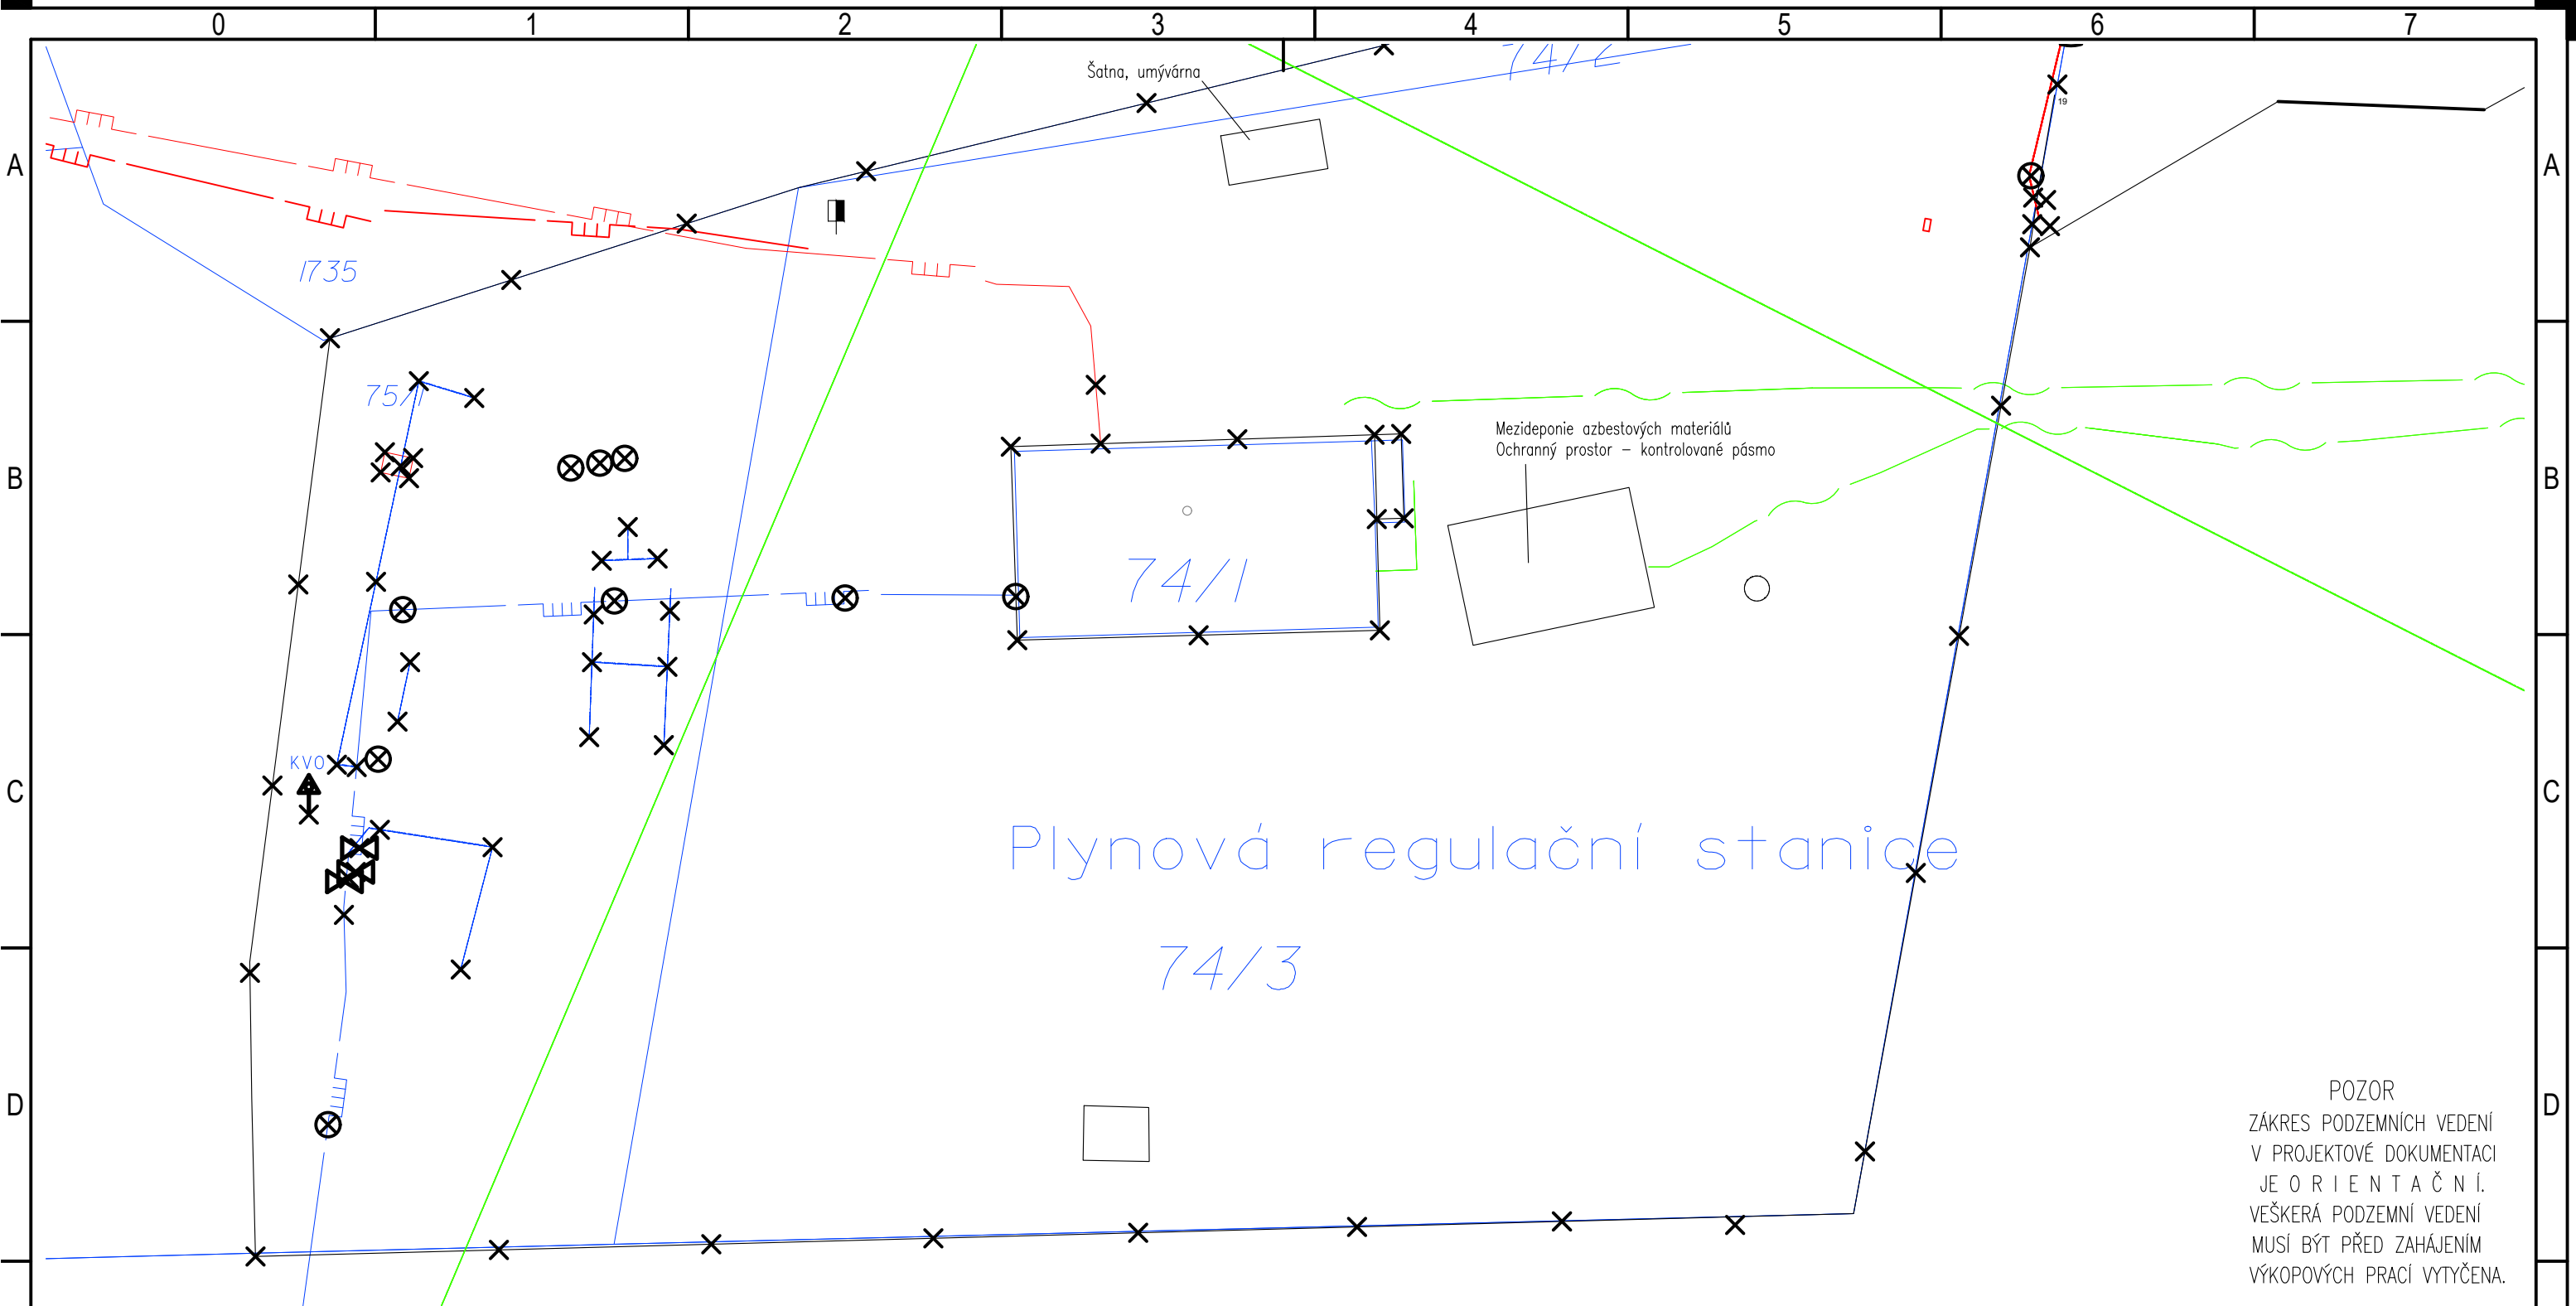 0 1 2 3 4 5 6 7
A A
B B
C C
D D
Šatna, umývárna
74/2
19
1735
75/1
Mezideponie azbestových materiálů
Ochranný prostor – kontrolované pásmo
74/1
KVO
Plynová regulační stanice
74/3
POZOR
ZÁKRES PODZEMNÍCH VEDENÍ
V PROJEKTOVÉ DOKUMENTACI
JE O R I E N T A Č N Í.
VEŠKERÁ PODZEMNÍ VEDENÍ
MUSÍ BÝT PŘED ZAHÁJENÍM
VÝKOPOVÝCH PRACÍ VYTYČENA.